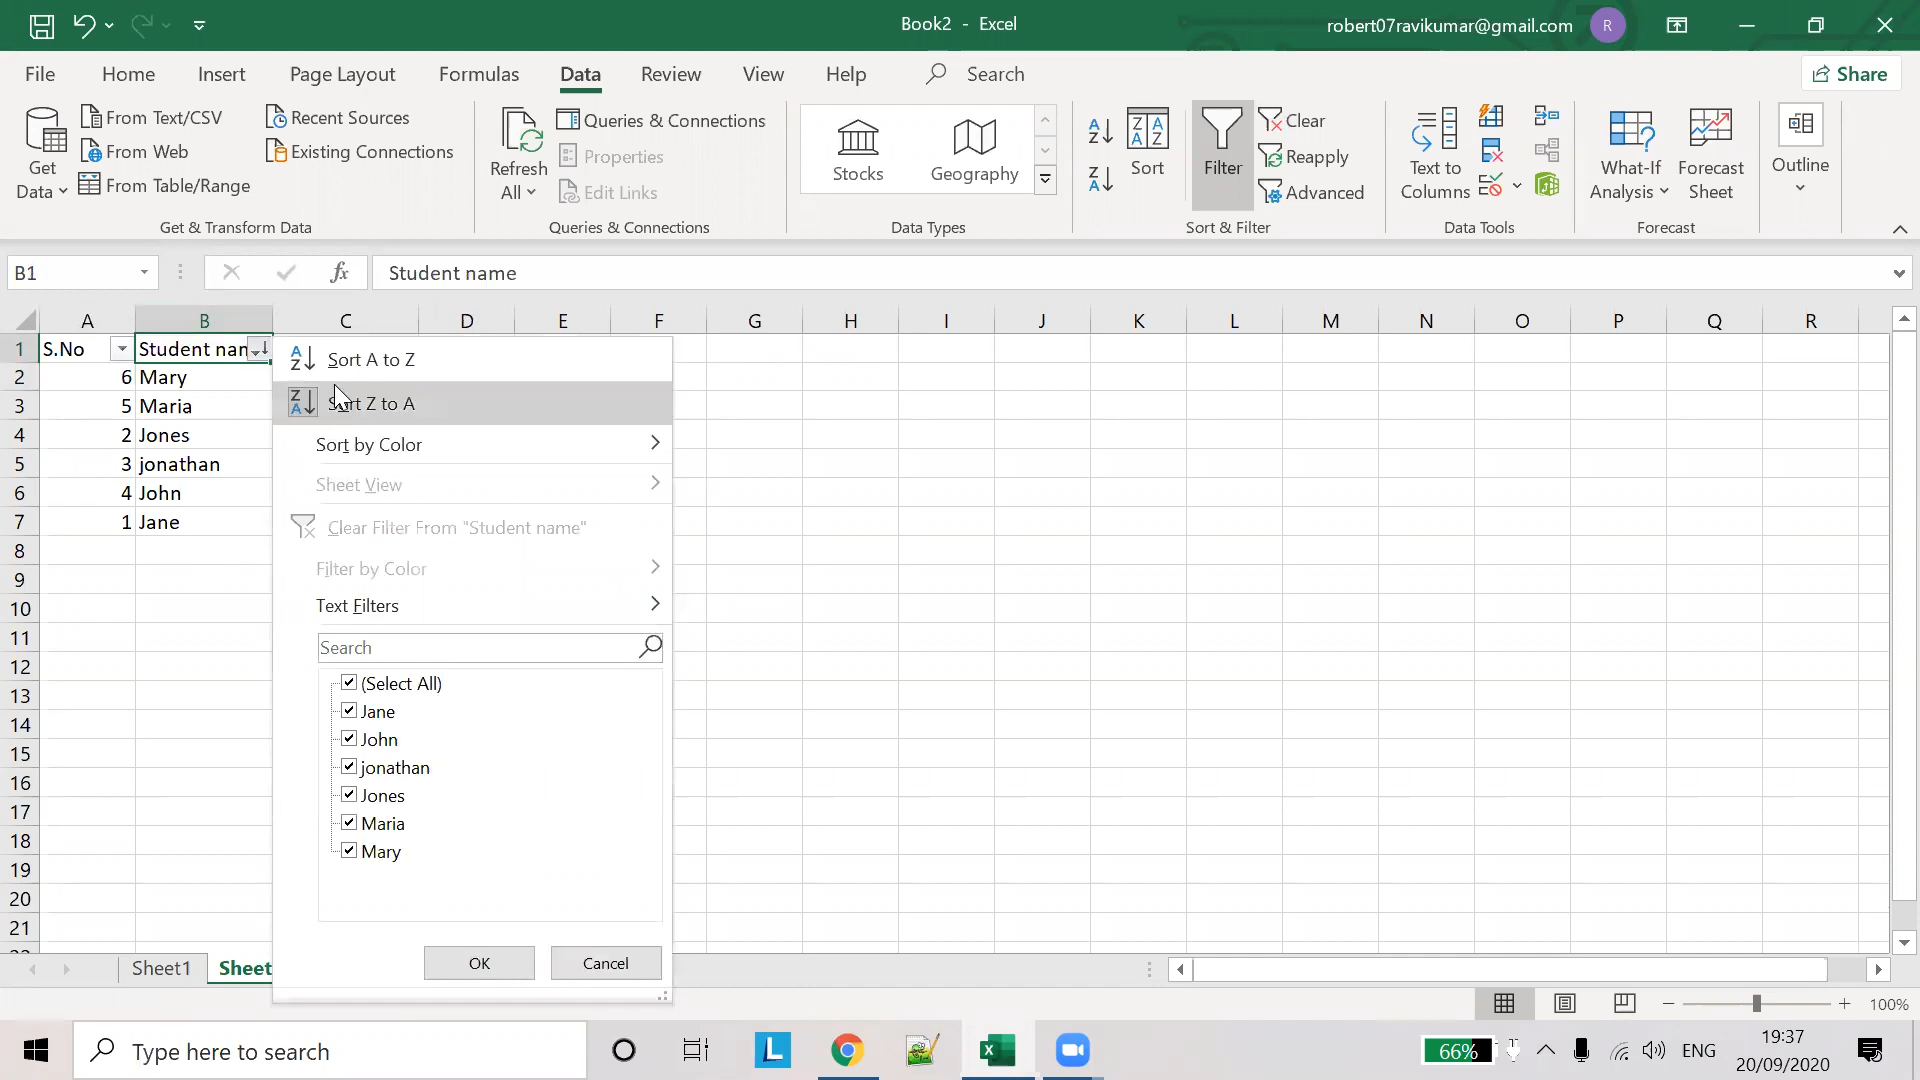 Book2 - Excel
robert07ravikumar@gmail.com
R
File
Home
Insert
Page Layout
Formulas
Data
Review
View
Help
Search
Share
Get Data
From Text/CSV
From Web
From Table/Range
Recent Sources
Existing Connections
Get & Transform Data
Refresh All
Queries & Connections
Properties
Edit Links
Queries & Connections
Stocks
Geography
Data Types
Sort
Filter
Clear
Reapply
Advanced
Sort & Filter
Text to Columns
Data Tools
What-If Analysis
Forecast Sheet
Forecast
Outline
B1
fx
Student name
A B C D E F G H I J K L M N O P Q R
1 S.No Student nan
2 6 Mary
3 5 Maria
4 2 Jones
5 3 jonathan
6 4 John
7 1 Jane
8
9
10
11
12
13
14
15
16
17
18
19
20
21
Sort A to Z
Sort Z to A
Sort by Color
Sheet View
Clear Filter From "Student name"
Filter by Color
Text Filters
Search
(Select All)
Jane
John
jonathan
Jones
Maria
Mary
OK
Cancel
Sheet1
Sheet
100%
Type here to search
L
66%
ENG
19:37
20/09/2020